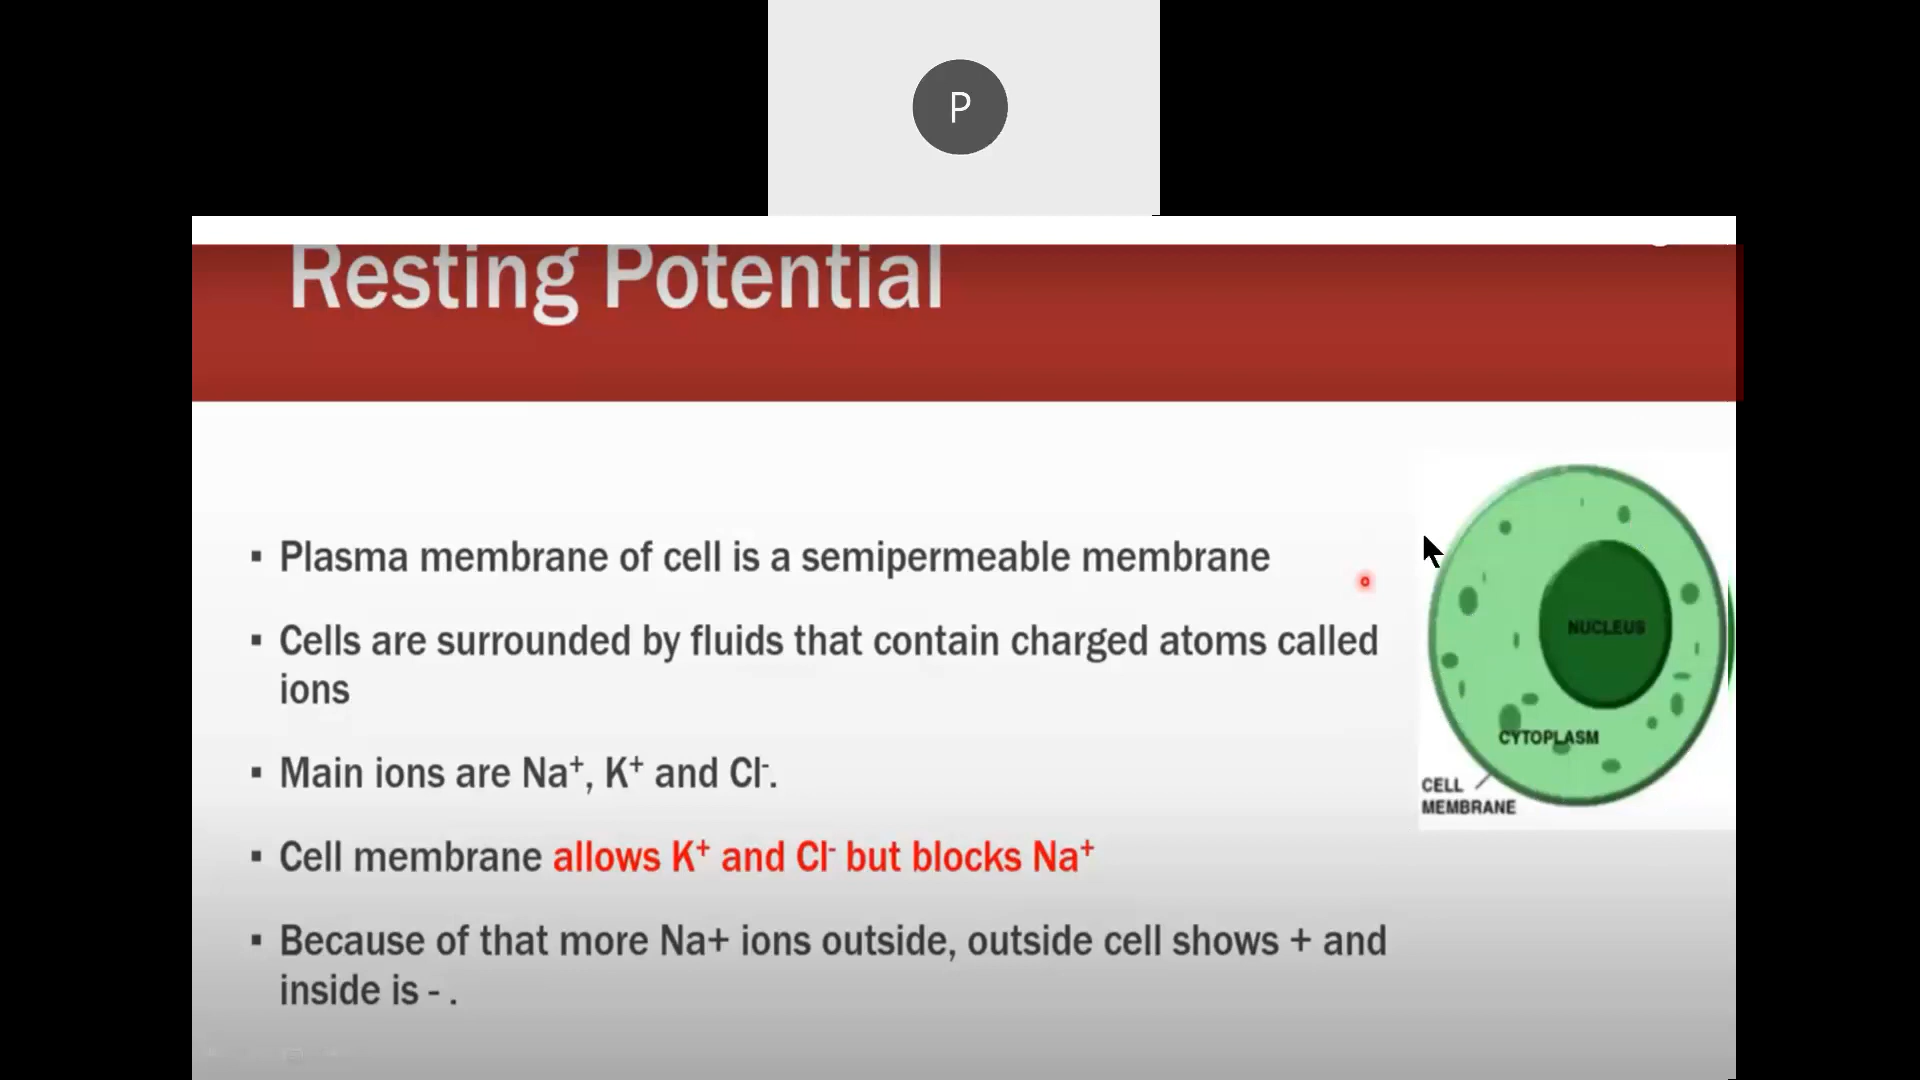 P
Resting Potential
▪ Plasma membrane of cell is a semipermeable membrane
▪ Cells are surrounded by fluids that contain charged atoms called
ions
▪ Main ions are Na⁺, K⁺ and Cl⁻.
▪ Cell membrane allows K⁺ and Cl⁻ but blocks Na⁺
▪ Because of that more Na+ ions outside, outside cell shows + and
inside is - .
NUCLEUS
CYTOPLASM
CELL
MEMBRANE